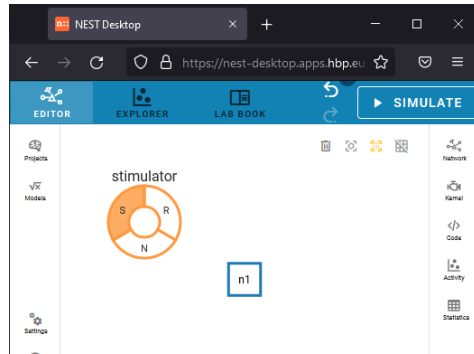 n:: NEST Desktop
https://nest-desktop.apps.hbp.eu
EDITOR
EXPLORER
LAB BOOK
SIMULATE
Projects
Models
Settings
stimulator
S
R
N
n1
Network
Kernel
Code
Activity
Statistics